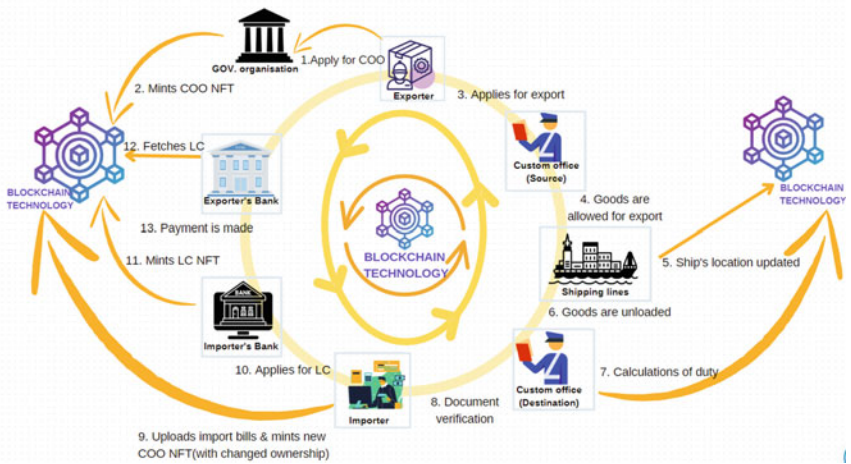 GOV. organisation
1.Apply for COO
Exporter
2. Mints COO NFT
3. Applies for export
12. Fetches LC
BLOCKCHAIN
TECHNOLOGY
Exporter's Bank
Custom office
(Source)
BLOCKCHAIN
TECHNOLOGY
4. Goods are
allowed for export
13. Payment is made
11. Mints LC NFT
BLOCKCHAIN
TECHNOLOGY
5. Ship's location updated
Shipping lines
6. Goods are unloaded
BANK
Importer's Bank
10. Applies for LC
7. Calculations of duty
Custom office
(Destination)
8. Document
verification
Importer
9. Uploads import bills & mints new
COO NFT(with changed ownership)